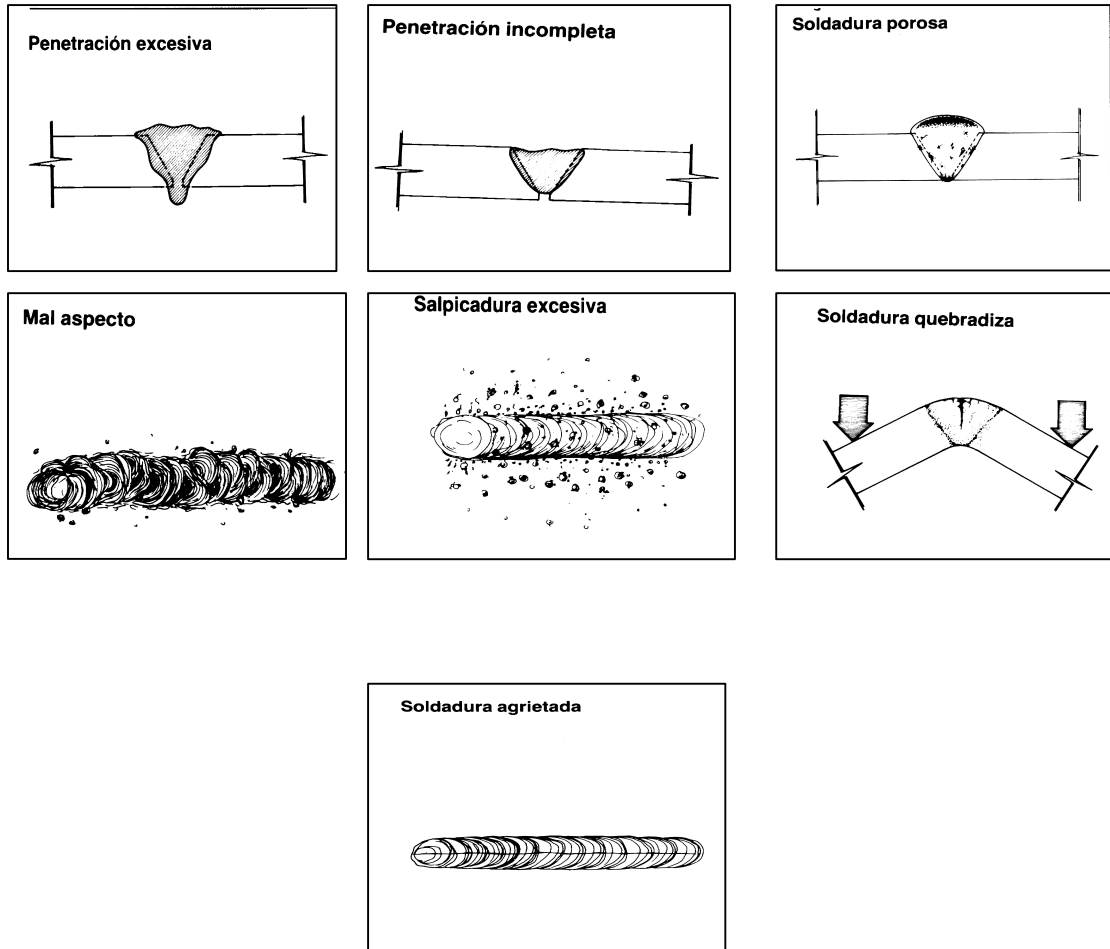 Penetración excesiva
Penetración incompleta
Soldadura porosa
Mal aspecto
Salpicadura excesiva
Soldadura quebradiza
Soldadura agrietada